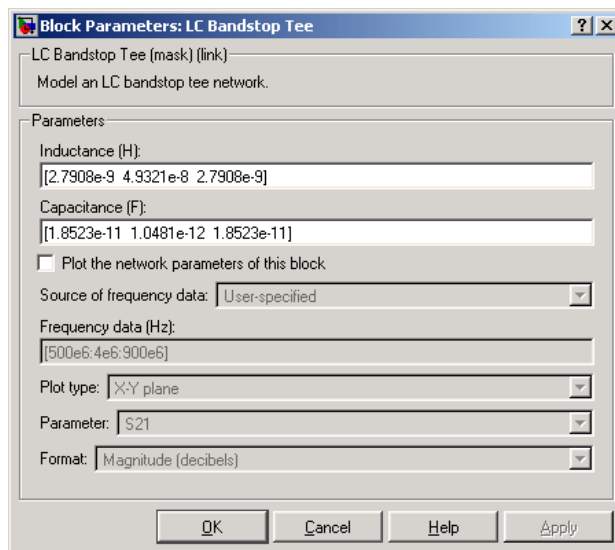 Block Parameters: LC Bandstop Tee
LC Bandstop Tee (mask) (link)
Model an LC bandstop tee network.
Parameters
Inductance (H):
[2.7908e-9 4.9321e-8 2.7908e-9]
Capacitance (F):
[1.8523e-11 1.0481e-12 1.8523e-11]
Plot the network parameters of this block
Source of frequency data: User-specified
Frequency data (Hz):
[500e6:4e6:900e6]
Plot type: X-Y plane
Parameter: S21
Format: Magnitude (decibels)
OK Cancel Help Apply